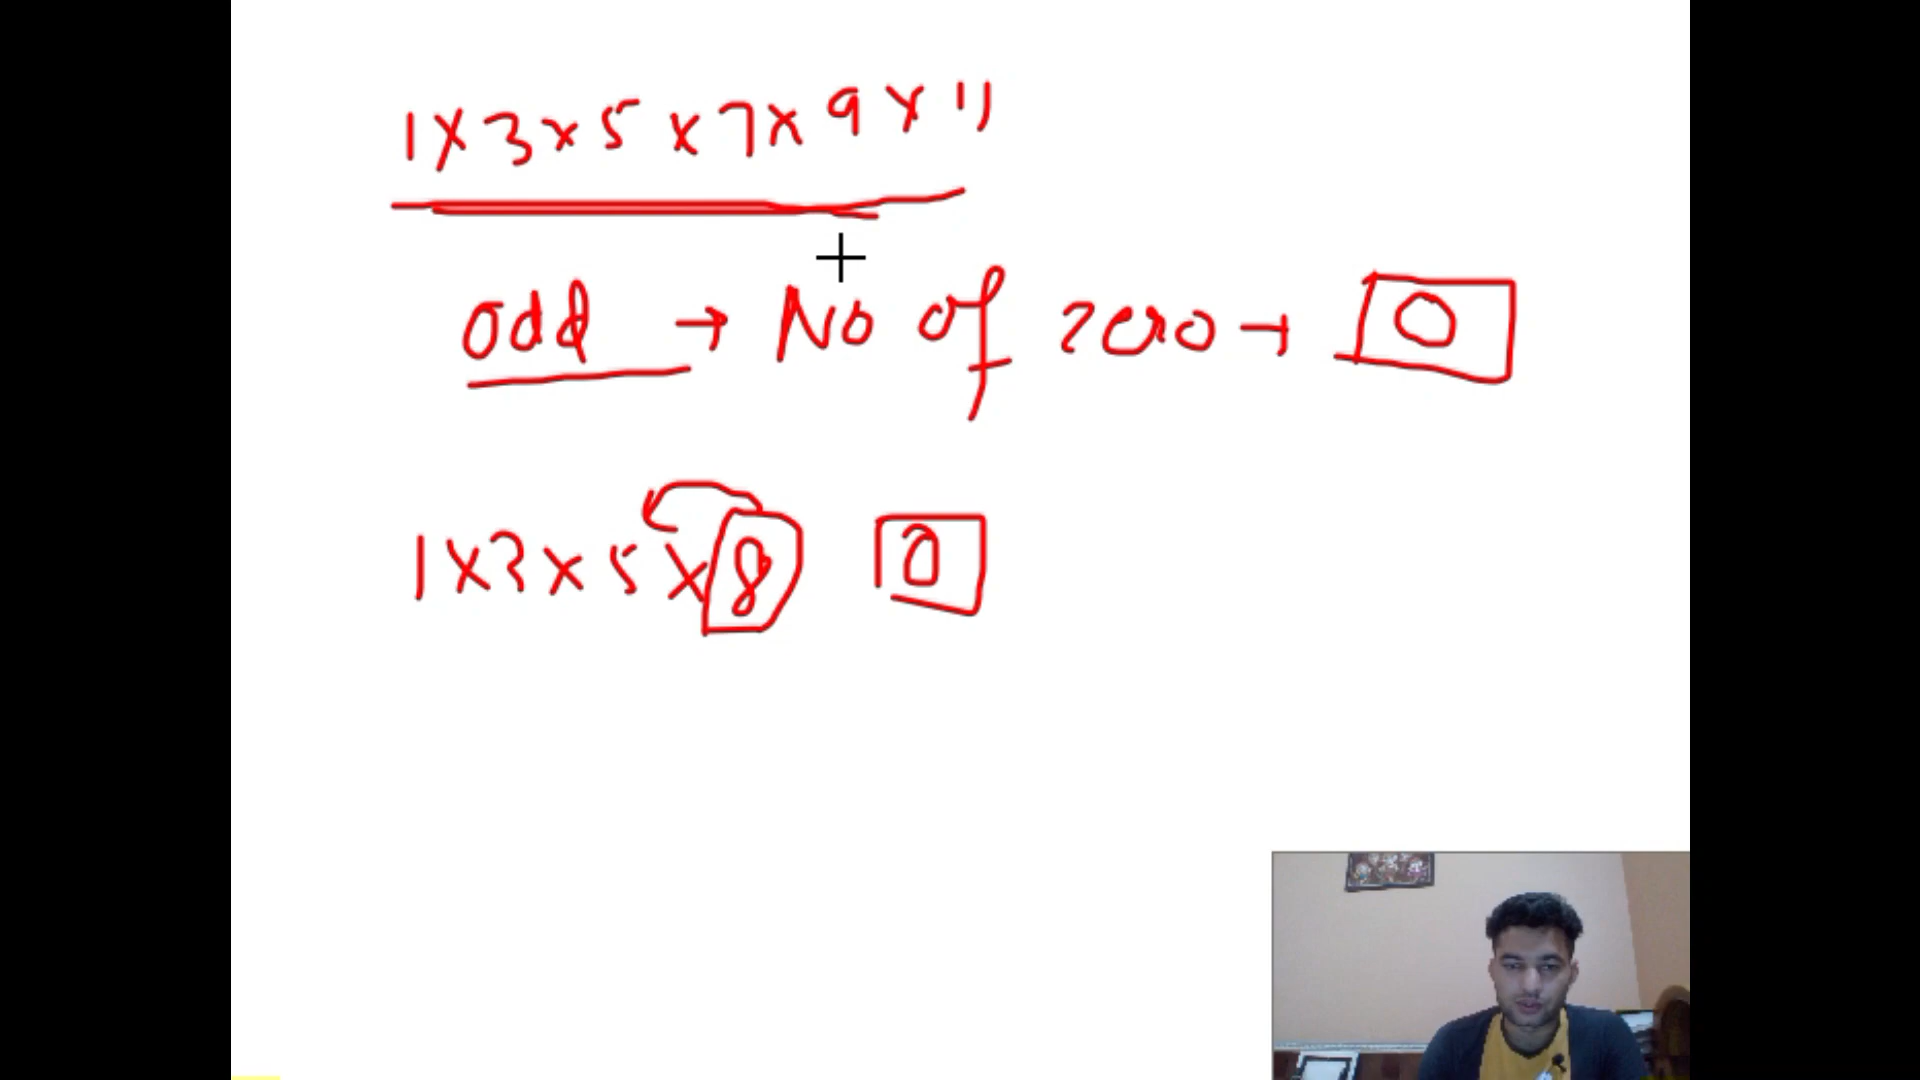 1 x 3 x 5 x 7 x 9 x 11
odd → No of zero → 0
1 x 3 x 5 x 8 0